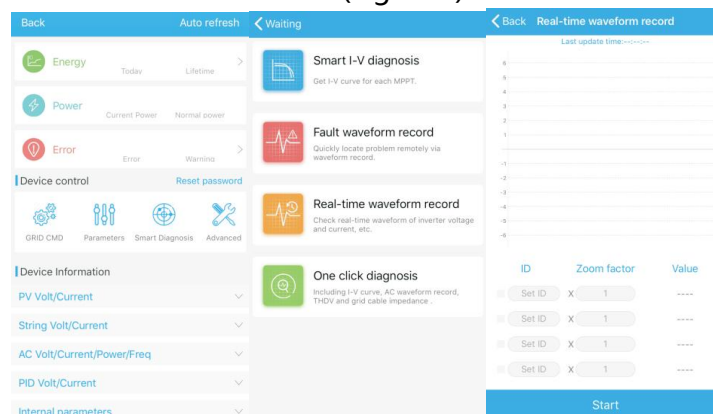 Back Auto refresh
Energy
Today Lifetime
Power
Current Power Normal power
Error
Error Warning
Device control Reset password
GRID CMD Parameters Smart Diagnosis Advanced
Device Information
PV Volt/Current
String Volt/Current
AC Volt/Current/Power/Freq
PID Volt/Current
Internal parameters
Waiting
Smart I-V diagnosis
Get I-V curve for each MPPT.
Fault waveform record
Quickly locate problem remotely via
waveform record.
Real-time waveform record
Check real-time waveform of inverter voltage
and current, etc.
One click diagnosis
Including I-V curve, AC waveform record,
THDV and grid cable impedance .
Back Real-time waveform record
Last update time:--:--:--
6
5
4
3
2
1
-1
-2
-3
-4
-5
-6
ID Zoom factor Value
Set ID X 1 ----
Set ID X 1 ----
Set ID X 1 ----
Set ID X 1 ----
Start